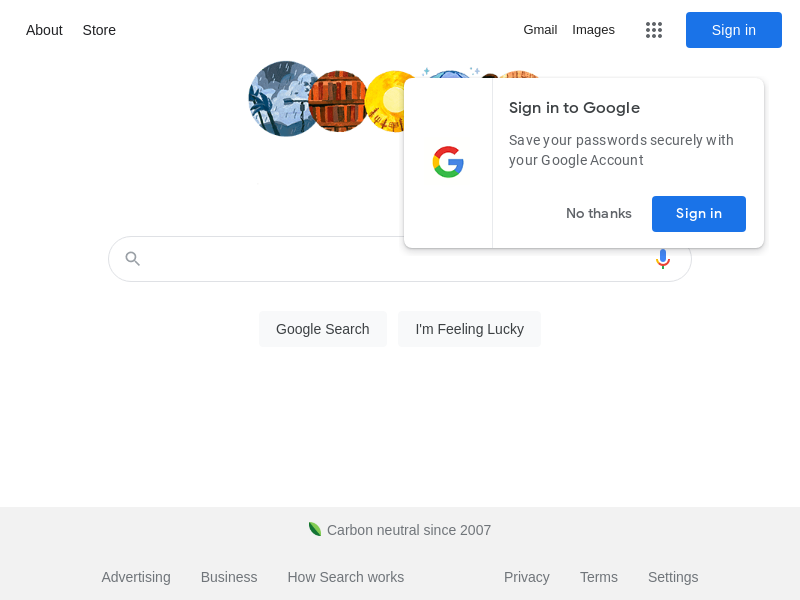 About Store Gmail Images Sign in
Sign in to Google
Save your passwords securely with
your Google Account
No thanks Sign in
Google Search I'm Feeling Lucky
Carbon neutral since 2007
Advertising Business How Search works Privacy Terms Settings